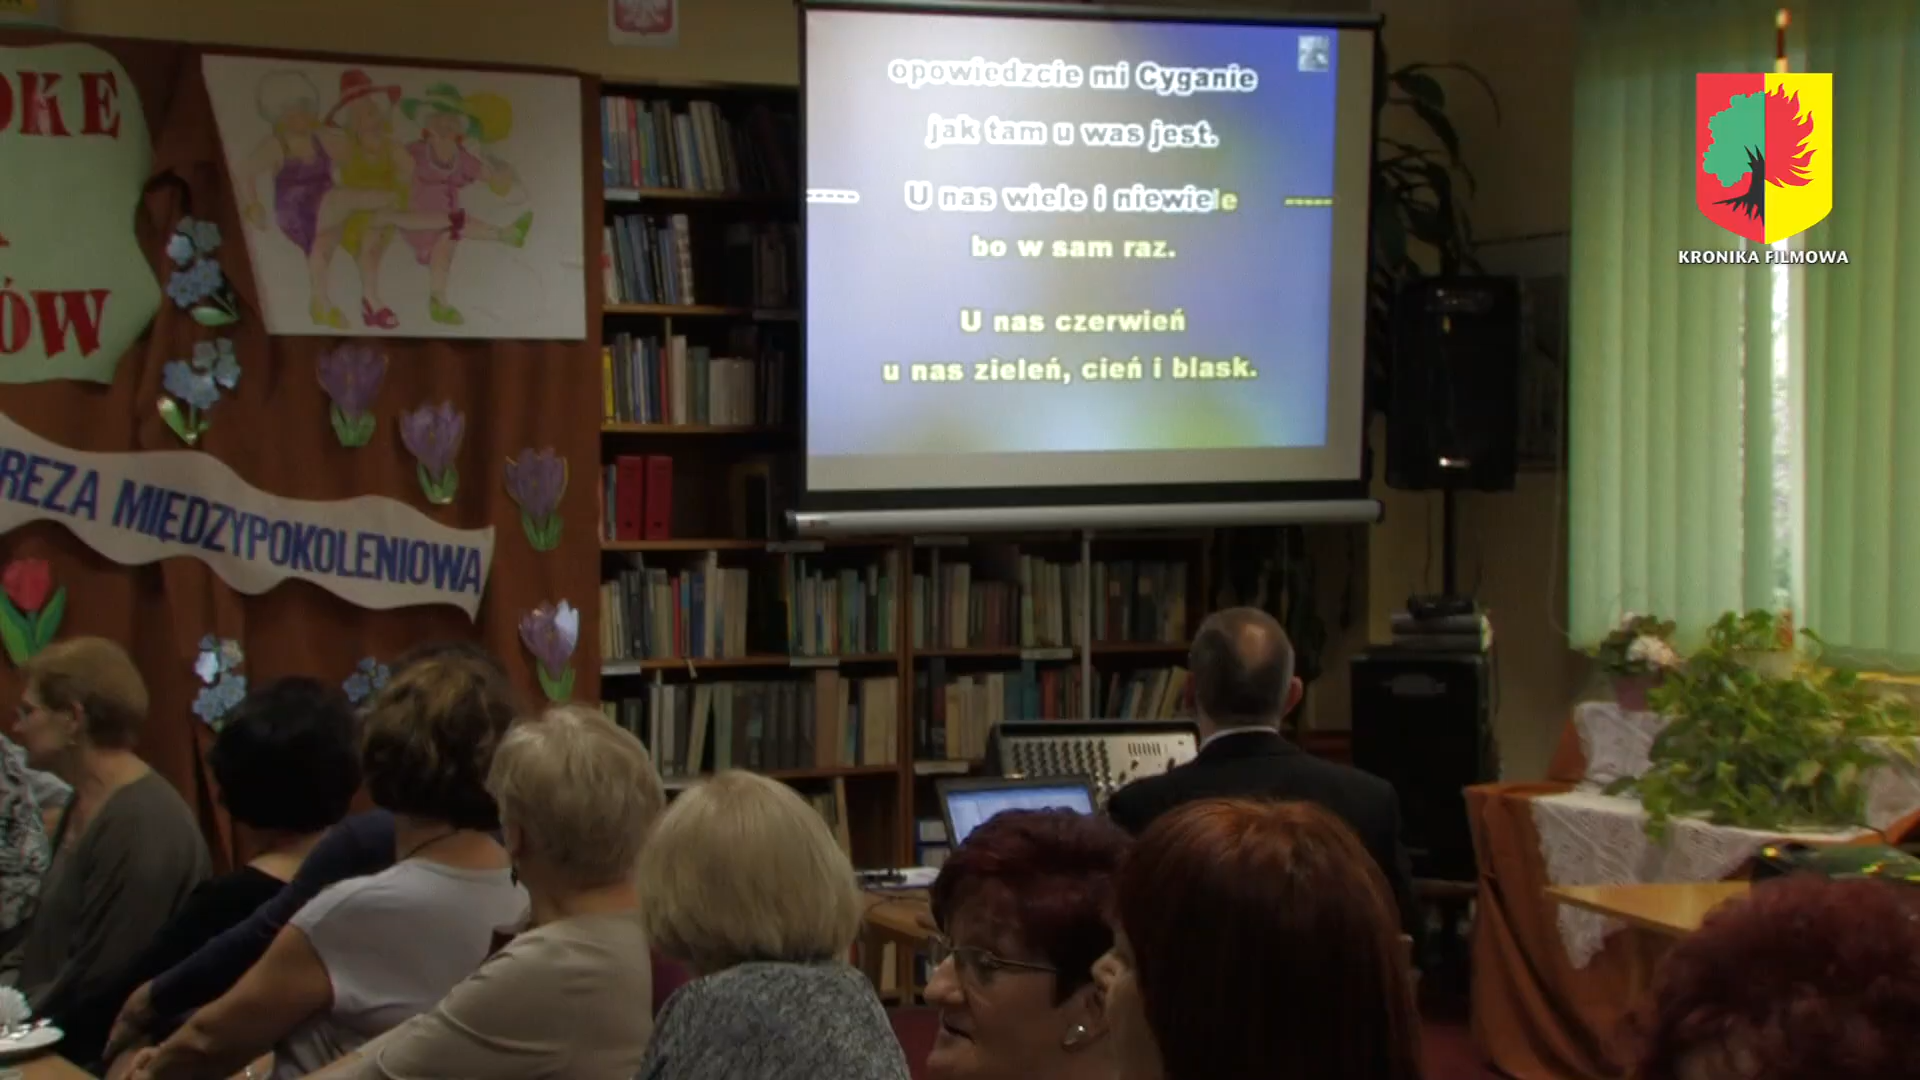 OKE
ÓW
REZA MIĘDZYPOKOLENIOWA
opowiedzcie mi Cyganie
jak tam u was jest.
U nas wiele i niewiele
bo w sam raz.
U nas czerwień
u nas zieleń, cień i blask.
KRONIKA FILMOWA